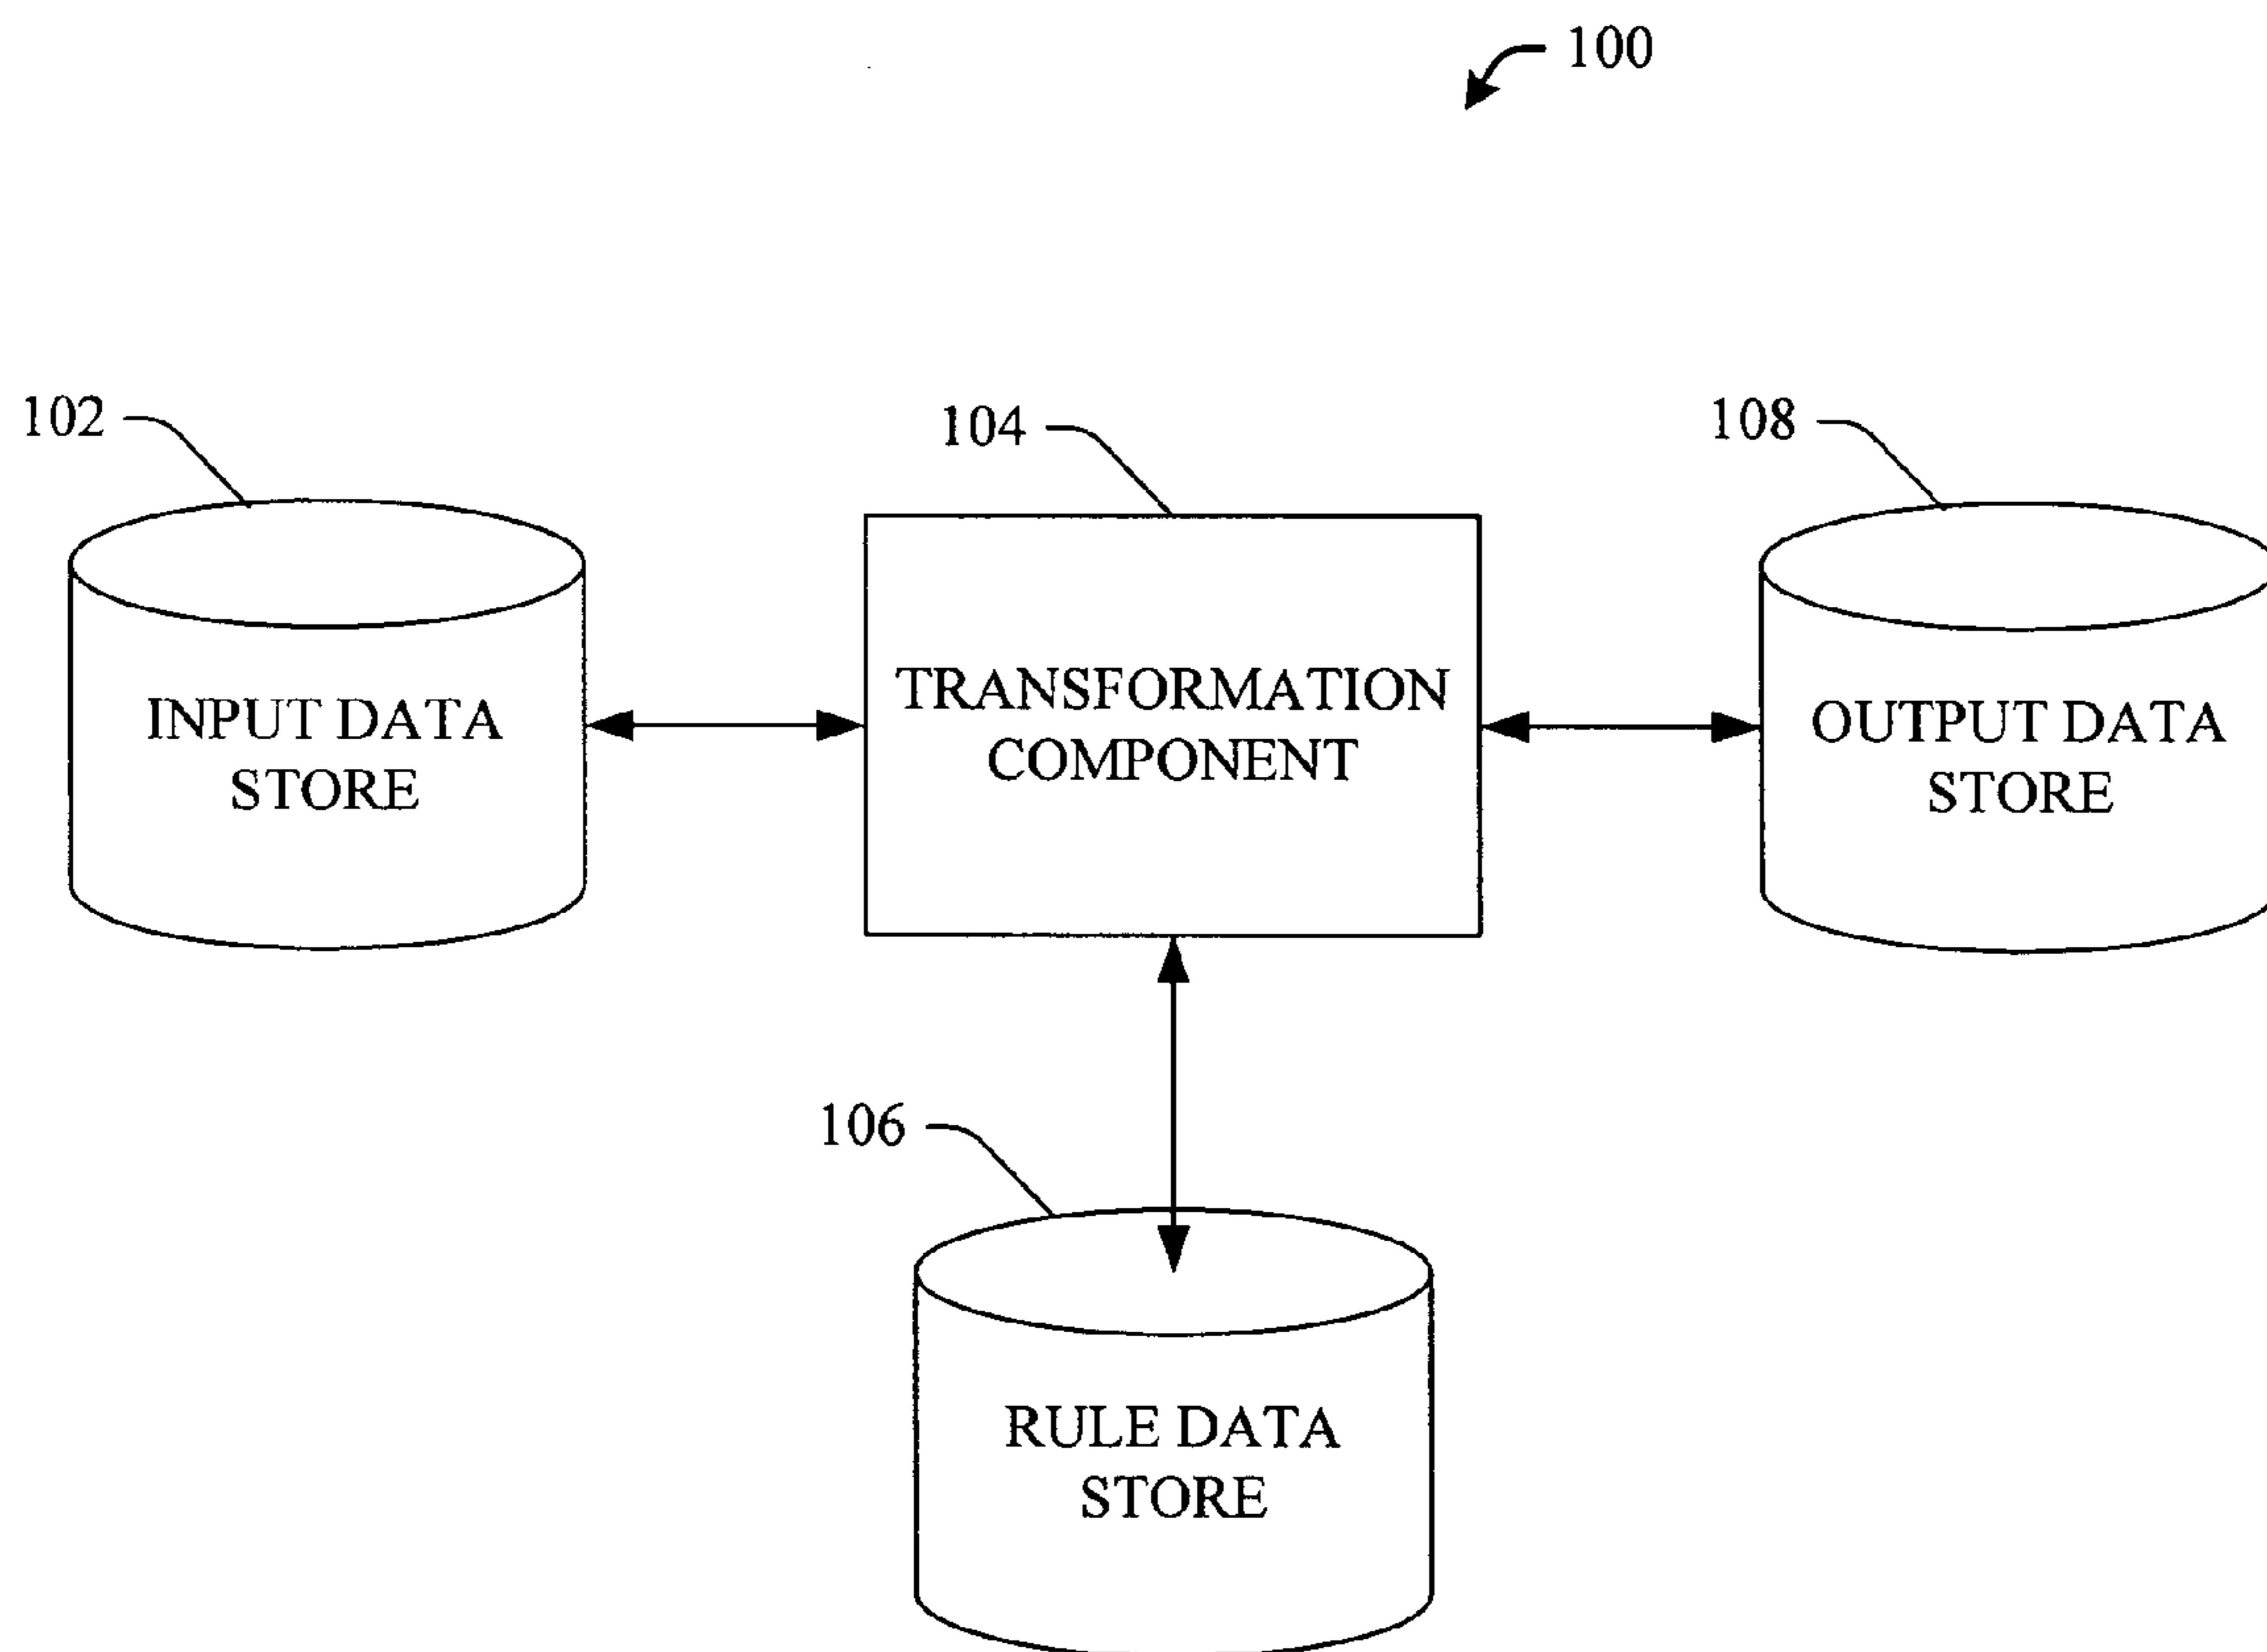 100
102
104
108
INPUT DATA
STORE
TRANSFORMATION
COMPONENT
OUTPUT DATA
STORE
106
RULE DATA
STORE